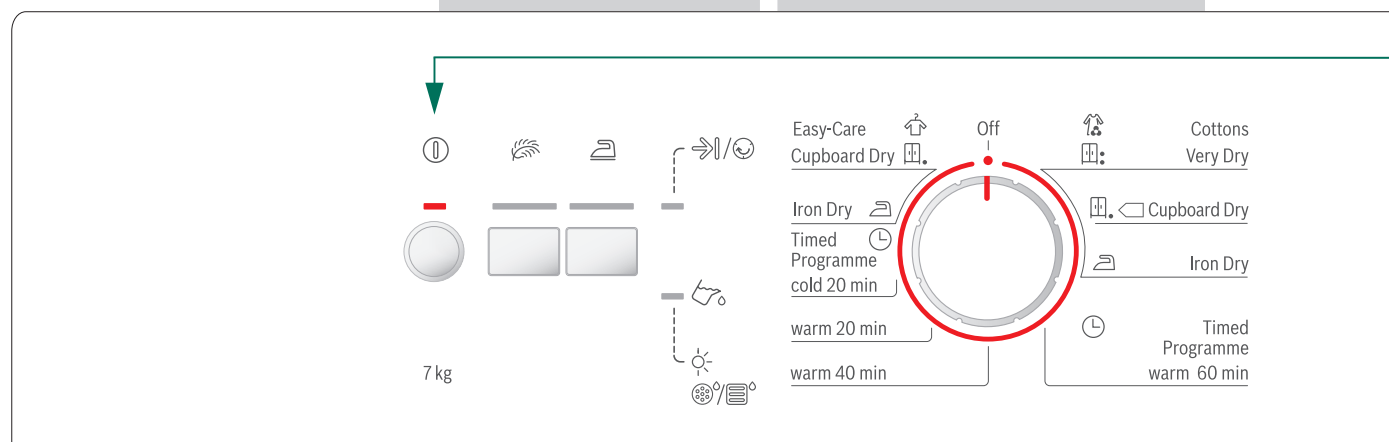 7 kg
Off
Easy-Care
Cupboard Dry
Iron Dry
Timed
Programme
cold 20 min
warm 20 min
warm 40 min
Cottons
Very Dry
Cupboard Dry
Iron Dry
Timed
Programme
warm 60 min